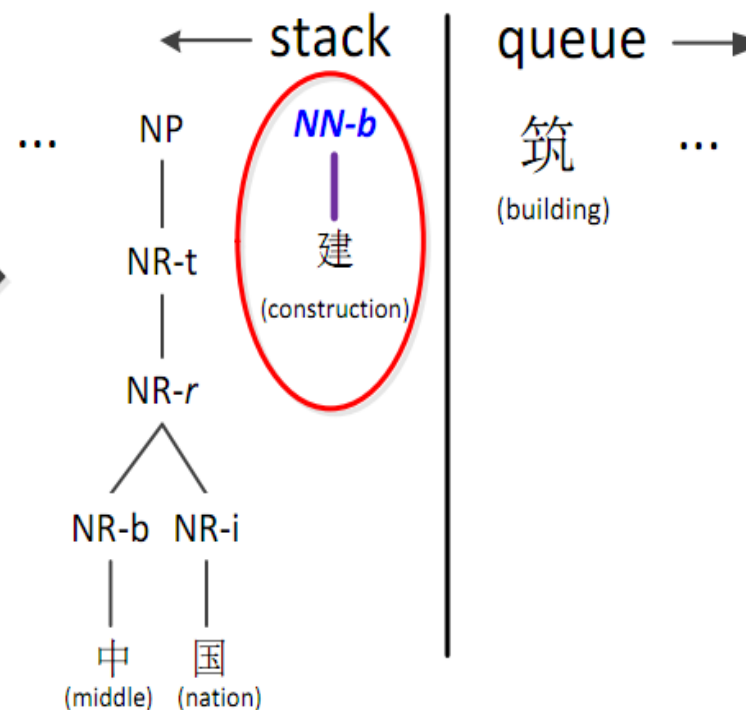 stack queue
... NP NN-b 筑 ...
(building)
NR-t 建
(construction)
NR-r
NR-b NR-i
中 国
(middle) (nation)